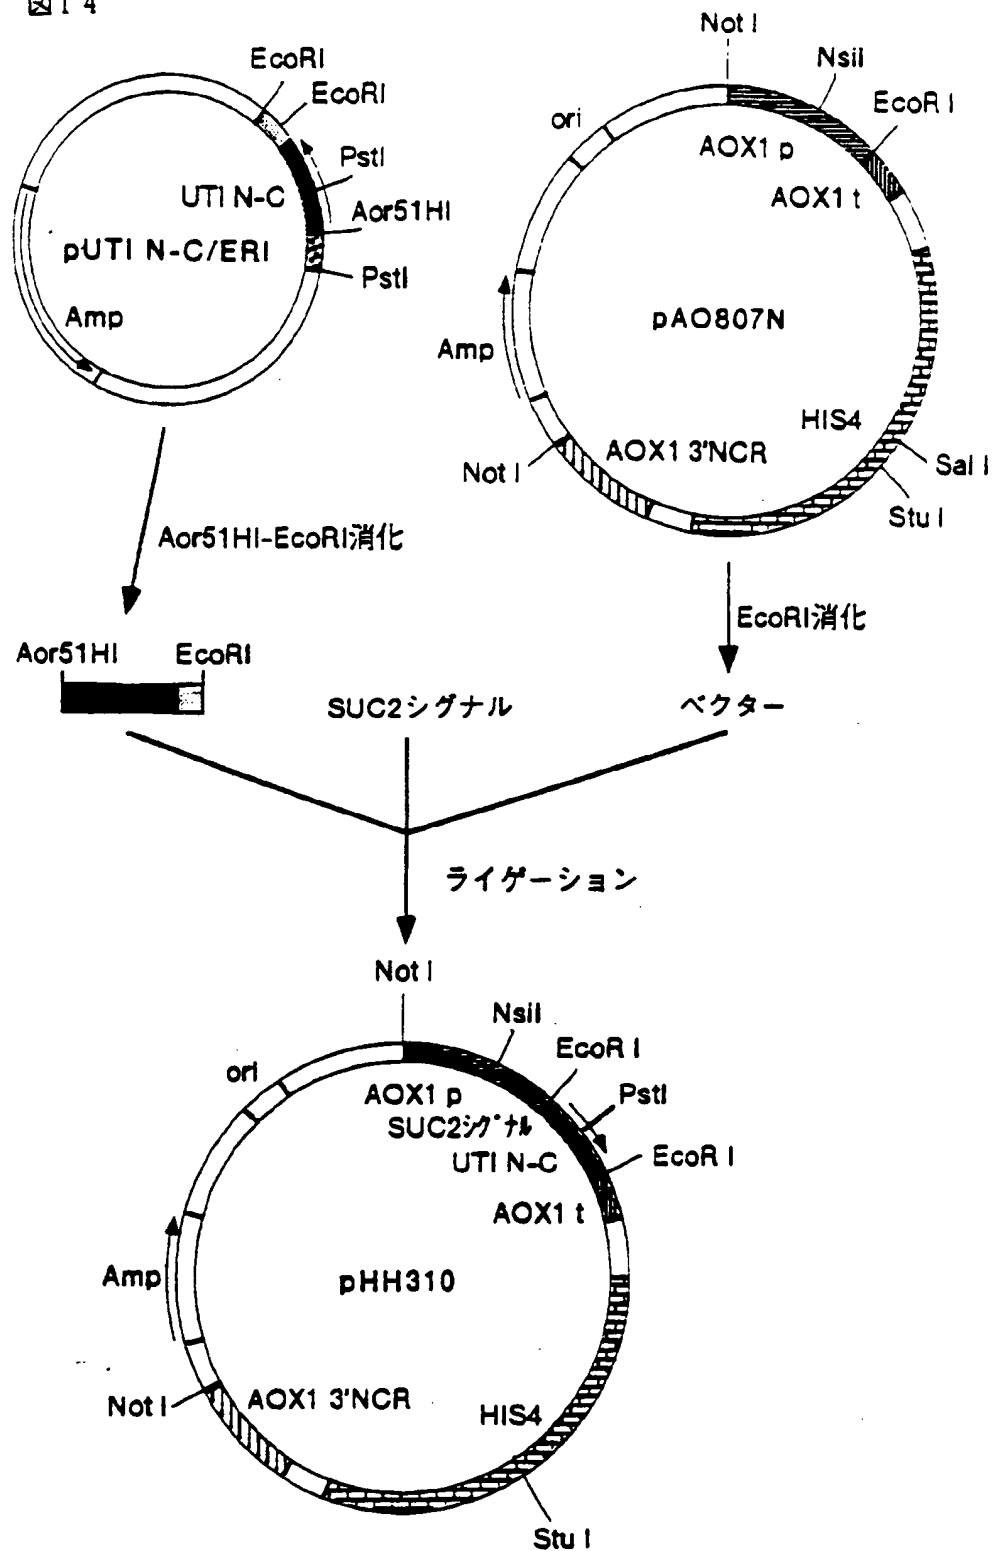 図14
EcoRI
EcoRI
PstI
UTI N-C
Aor51HI
pUTI N-C/ERI
PstI
Amp
Not I
NsiI
EcoR I
ori
AOX1 p
AOX1 t
pAO807N
Amp
HIS4
AOX1 3'NCR
Sal I
Not I
Stu I
Aor51HI-EcoRI消化
EcoRI消化
Aor51HI
EcoRI
SUC2シグナル
ベクター
ライゲーション
Not I
NsiI
EcoR I
ori
PstI
AOX1 p
SUC2シグナル
UTI N-C
EcoR I
AOX1 t
Amp
pHH310
Not I
AOX1 3'NCR
HIS4
Stu I